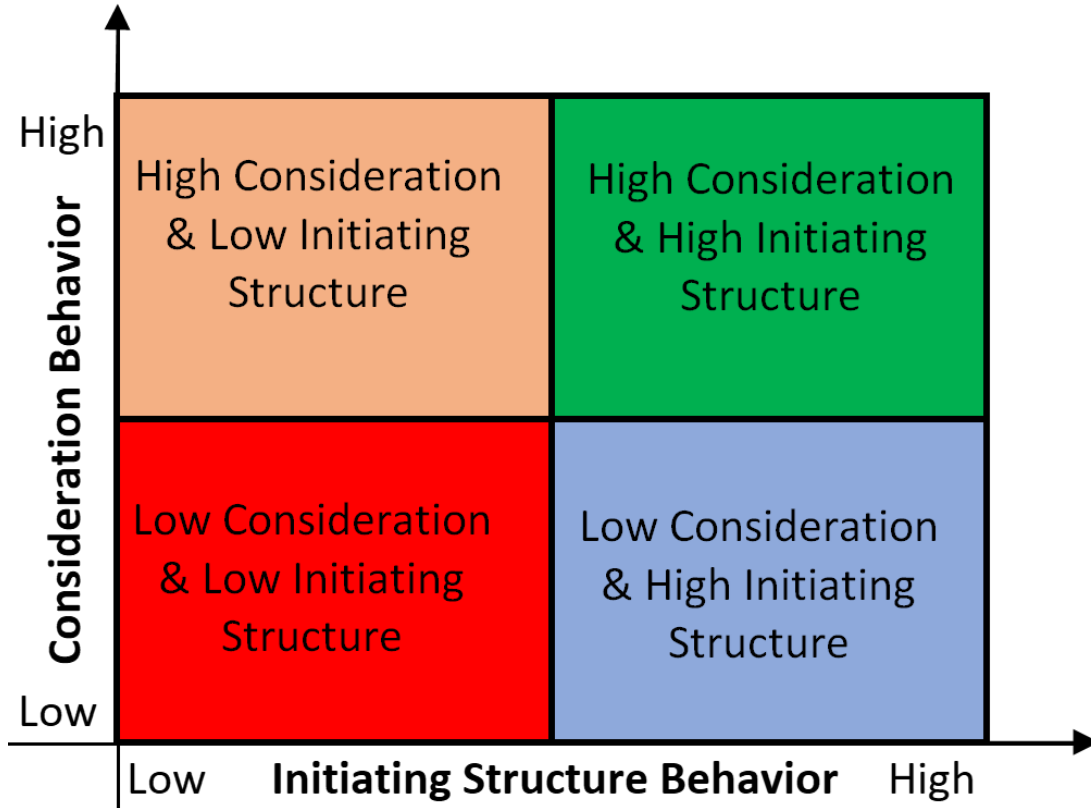 High
High Consideration
& Low Initiating
Structure
High Consideration
& High Initiating
Structure
Consideration Behavior
Low Consideration
& Low Initiating
Structure
Low Consideration
& High Initiating
Structure
Low
Low
Initiating Structure Behavior
High